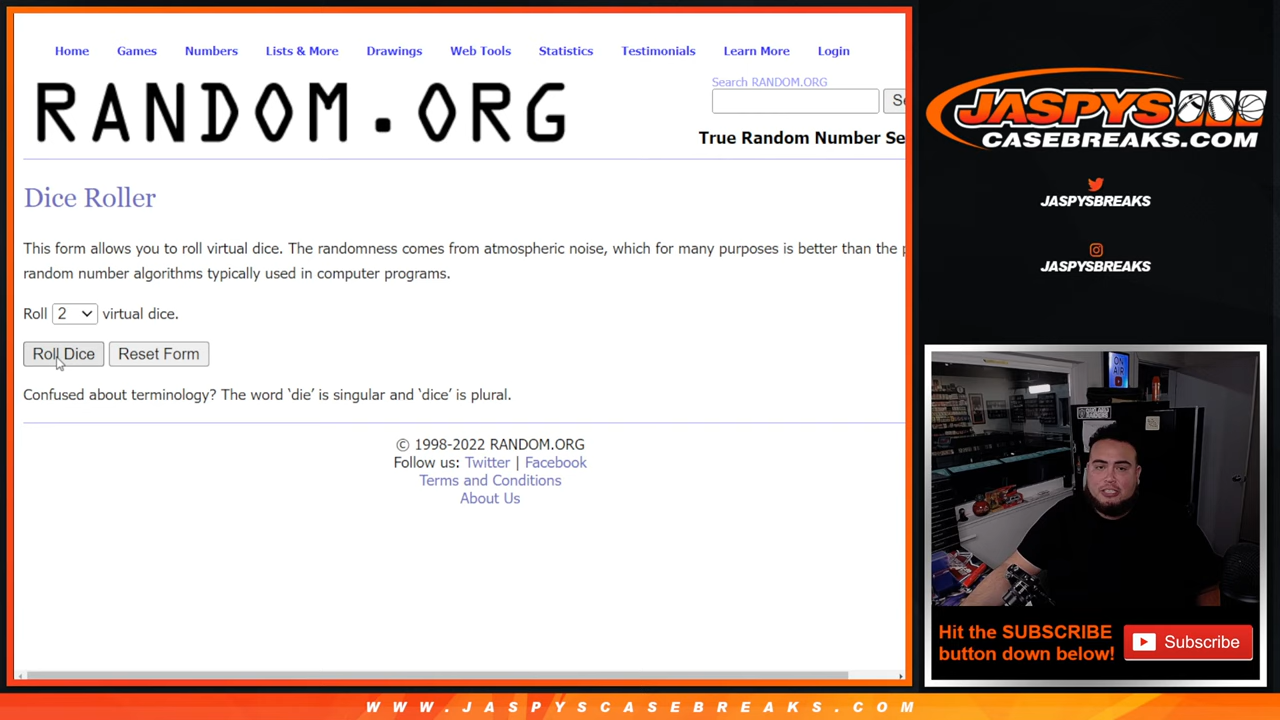 Home Games Numbers Lists & More Drawings Web Tools Statistics Testimonials Learn More Login
RANDOM.ORG
Search RANDOM.ORG
True Random Number Se
Dice Roller
This form allows you to roll virtual dice. The randomness comes from atmospheric noise, which for many purposes is better than the p
random number algorithms typically used in computer programs.
Roll 2 virtual dice.
Roll Dice Reset Form
Confused about terminology? The word ‘die’ is singular and ‘dice’ is plural.
© 1998-2022 RANDOM.ORG
Follow us: Twitter | Facebook
Terms and Conditions
About Us
JASPYS
CASEBREAKS.COM
JASPYSBREAKS
JASPYSBREAKS
ON
AIR
Hit the SUBSCRIBE
button down below!
Subscribe
WWW.JASPYSCASEBREAKS.COM